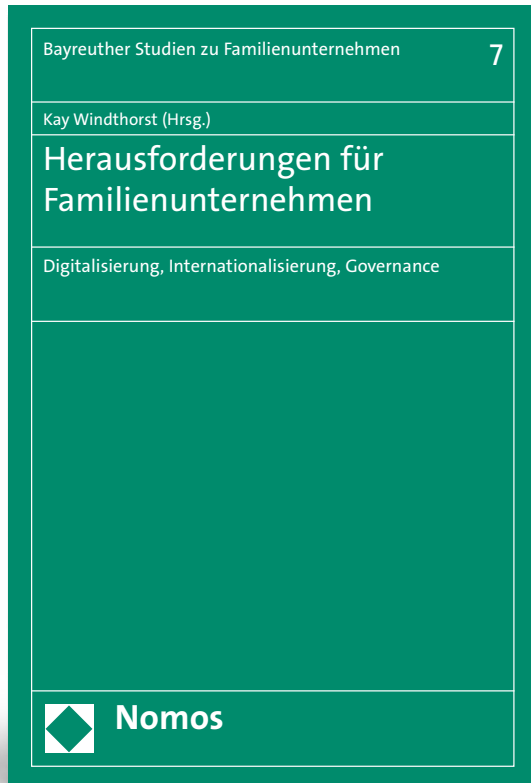 Bayreuther Studien zu Familienunternehmen 7
Kay Windthorst (Hrsg.)
Herausforderungen für
Familienunternehmen
Digitalisierung, Internationalisierung, Governance
Nomos